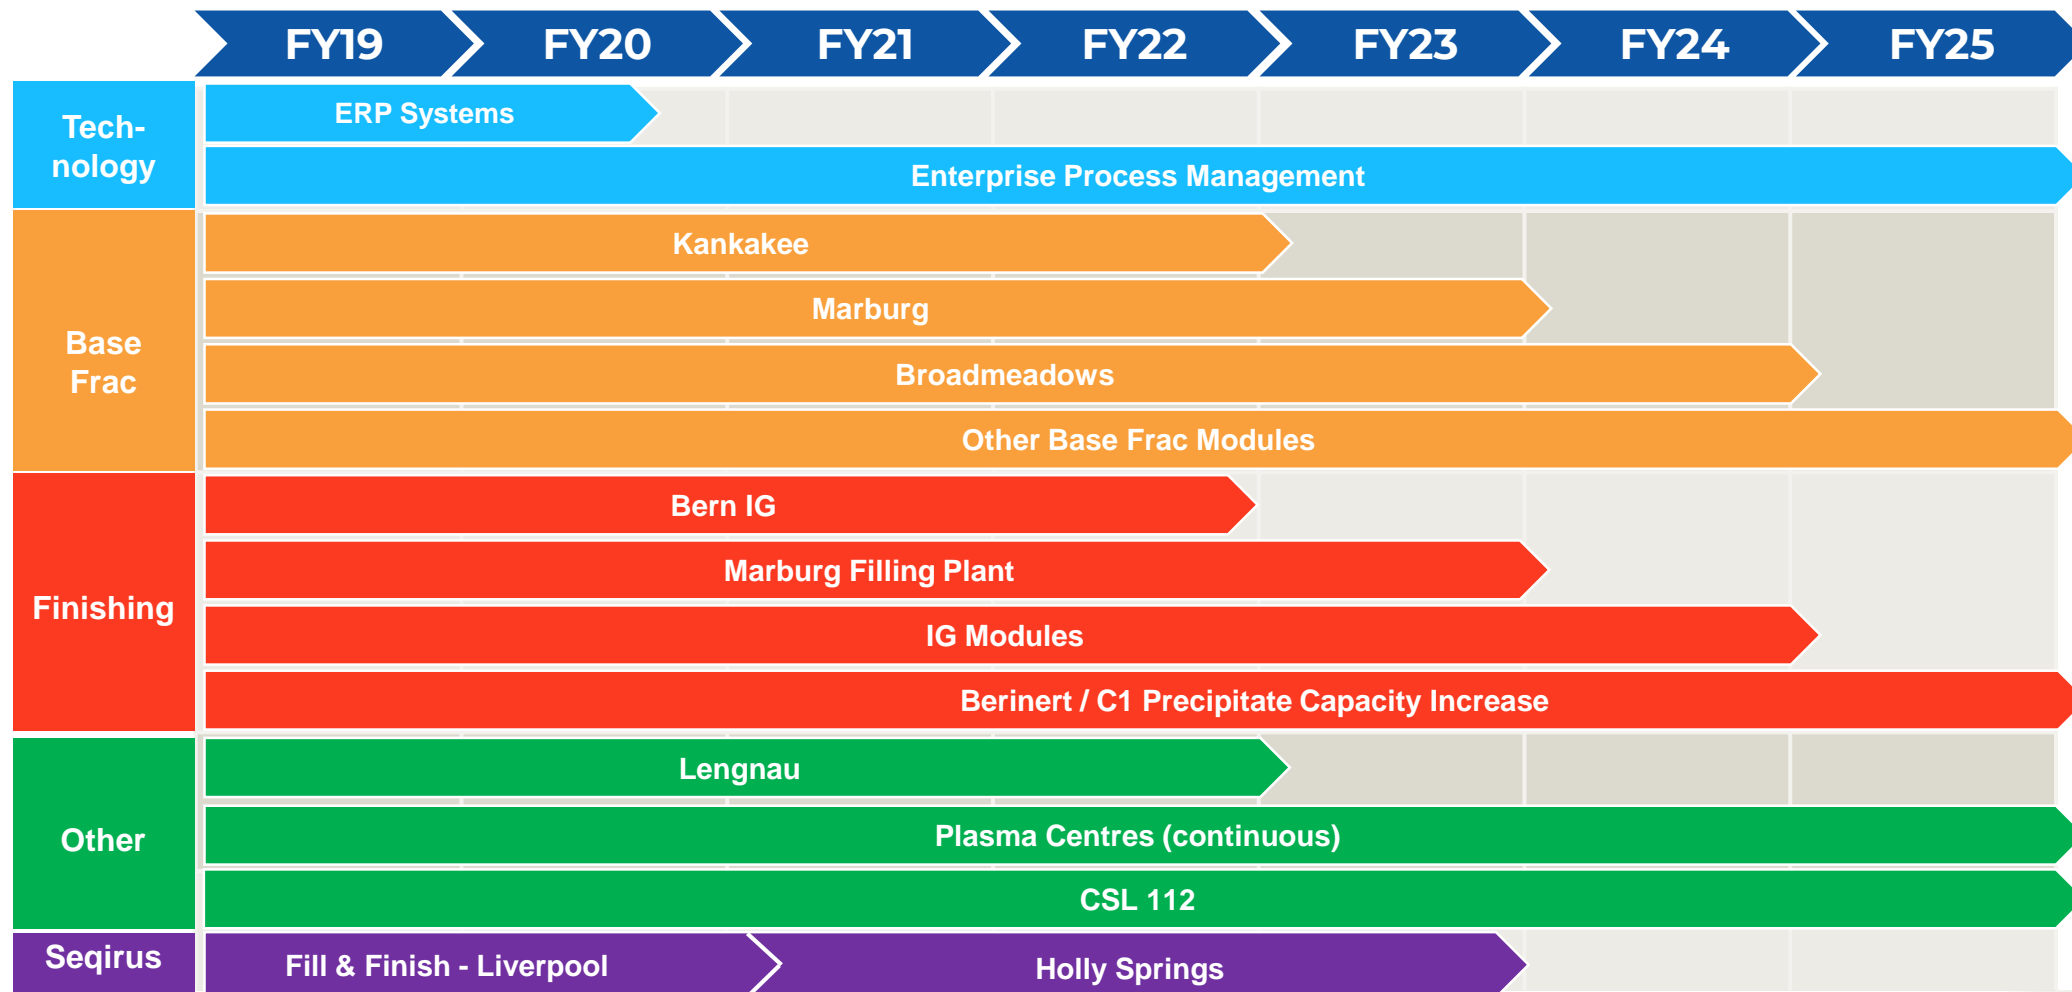 FY19 FY20 FY21 FY22 FY23 FY24 FY25
Tech-
nology
ERP Systems
Enterprise Process Management
Base
Frac
Kankakee
Marburg
Broadmeadows
Other Base Frac Modules
Finishing
Bern IG
Marburg Filling Plant
IG Modules
Berinert / C1 Precipitate Capacity Increase
Other
Lengnau
Plasma Centres (continuous)
CSL 112
Seqirus
Fill & Finish - Liverpool
Holly Springs